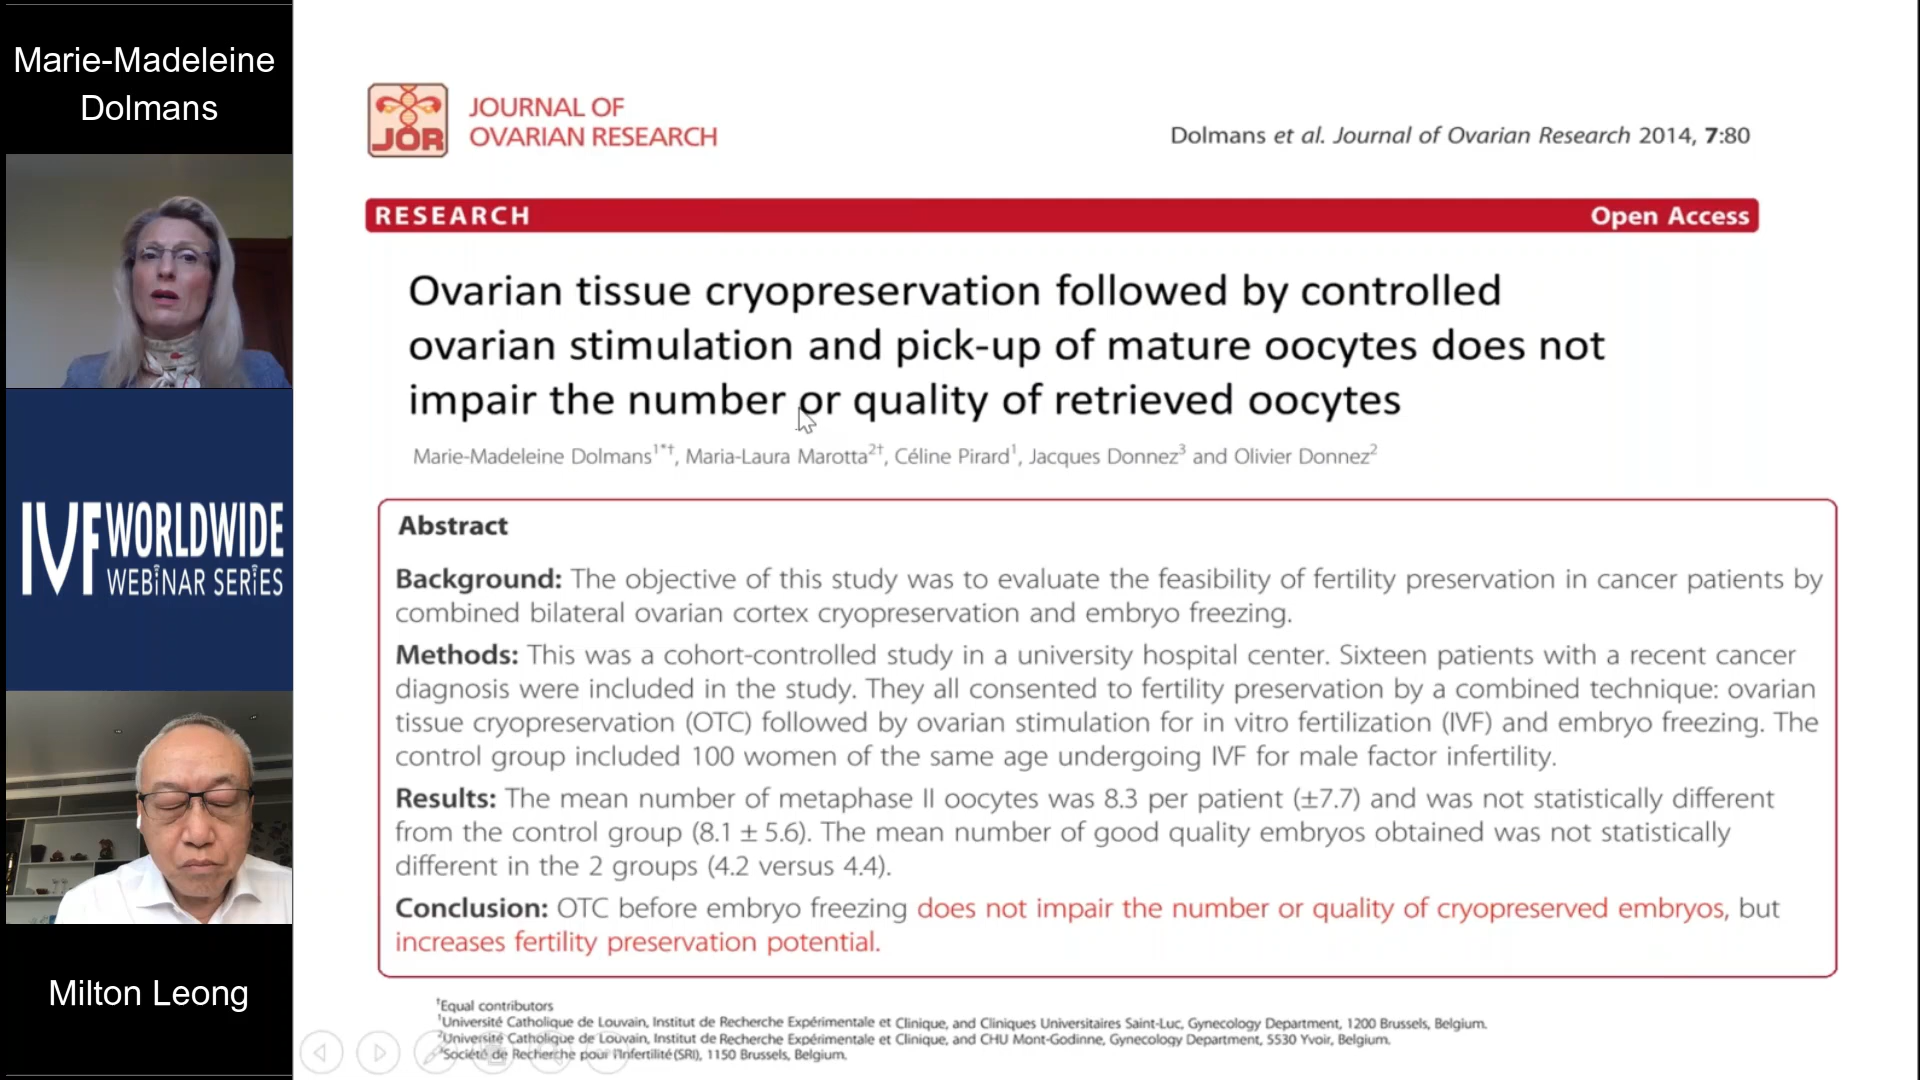 Marie-Madeleine
Dolmans
IVF WORLDWIDE
WEBINAR SERIES
Milton Leong
JOR
JOURNAL OF
OVARIAN RESEARCH
Dolmans et al. Journal of Ovarian Research 2014, 7:80
RESEARCH
Open Access
Ovarian tissue cryopreservation followed by controlled
ovarian stimulation and pick-up of mature oocytes does not
impair the number or quality of retrieved oocytes
Marie-Madeleine Dolmans1*†, Maria-Laura Marotta2†, Céline Pirard1, Jacques Donnez3 and Olivier Donnez2
Abstract
Background: The objective of this study was to evaluate the feasibility of fertility preservation in cancer patients by
combined bilateral ovarian cortex cryopreservation and embryo freezing.
Methods: This was a cohort-controlled study in a university hospital center. Sixteen patients with a recent cancer
diagnosis were included in the study. They all consented to fertility preservation by a combined technique: ovarian
tissue cryopreservation (OTC) followed by ovarian stimulation for in vitro fertilization (IVF) and embryo freezing. The
control group included 100 women of the same age undergoing IVF for male factor infertility.
Results: The mean number of metaphase II oocytes was 8.3 per patient (±7.7) and was not statistically different
from the control group (8.1 ± 5.6). The mean number of good quality embryos obtained was not statistically
different in the 2 groups (4.2 versus 4.4).
Conclusion: OTC before embryo freezing does not impair the number or quality of cryopreserved embryos, but
increases fertility preservation potential.
†Equal contributors
1Université Catholique de Louvain, Institut de Recherche Expérimentale et Clinique, and Cliniques Universitaires Saint-Luc, Gynecology Department, 1200 Brussels, Belgium.
2Université Catholique de Louvain, Institut de Recherche Expérimentale et Clinique, and CHU Mont-Godinne, Gynecology Department, 5530 Yvoir, Belgium.
3Société de Recherche pour l'Infertilité (SRI), 1150 Brussels, Belgium.